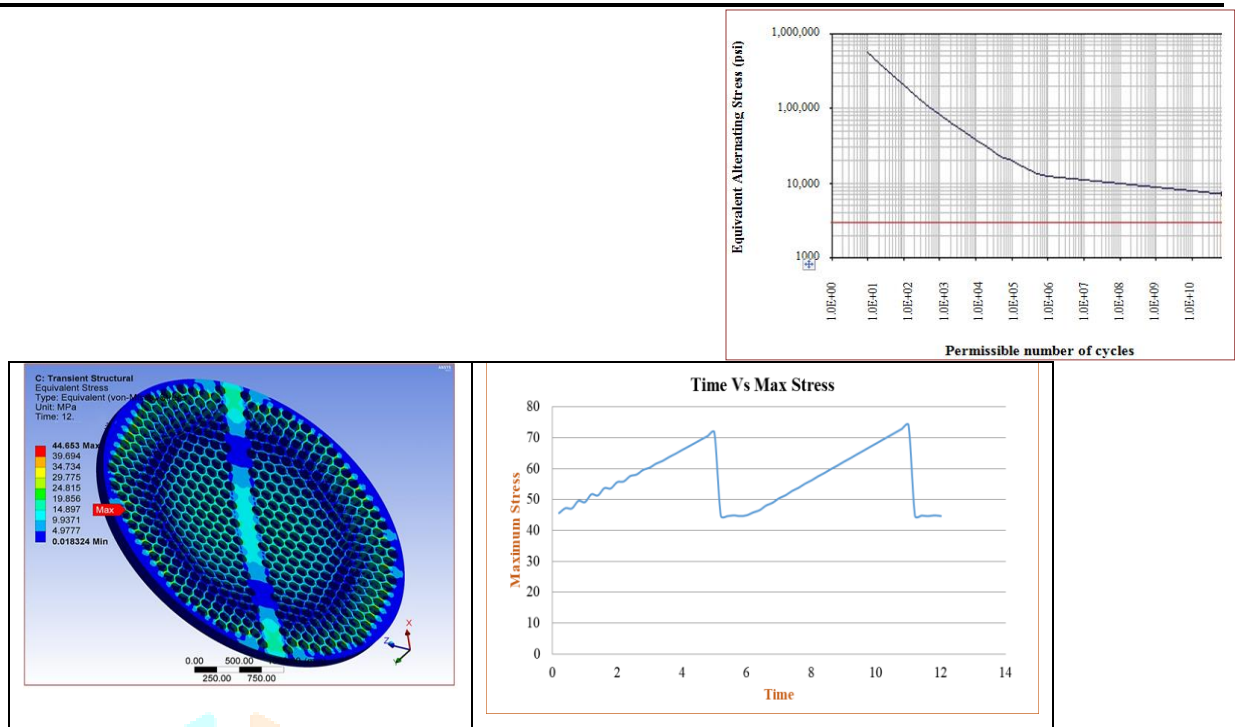 1,000,000
1,00,000
10,000
1000
Equivalent Alternating Stress (psi)
1.0E+00
1.0E+01
1.0E+02
1.0E+03
1.0E+04
1.0E+05
1.0E+06
1.0E+07
1.0E+08
1.0E+09
1.0E+10
Permissible number of cycles
C: Transient Structural
Equivalent Stress
Type: Equivalent
Unit: MPa
Time: 12.
44.653 Max
39.694
34.734
29.775
24.815
19.856
14.897
9.9371
4.9777
0.018324 Min
Max
0.00 500.00
250.00 750.00
X
Z
Y
Time Vs Max Stress
Maximum Stress
80
70
60
50
40
30
20
10
0
0 2 4 6 8 10 12 14
Time